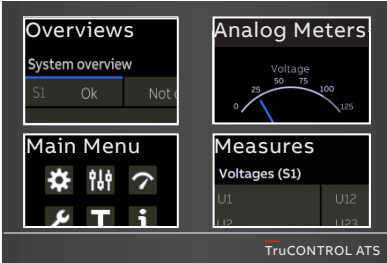 Overviews
System overview
S1 Ok Not
Analog Meters
Voltage
0 25 50 75 100 125
Main Menu
Measures
Voltages (S1)
U1 U12
U2 U23
TruCONTROL ATS